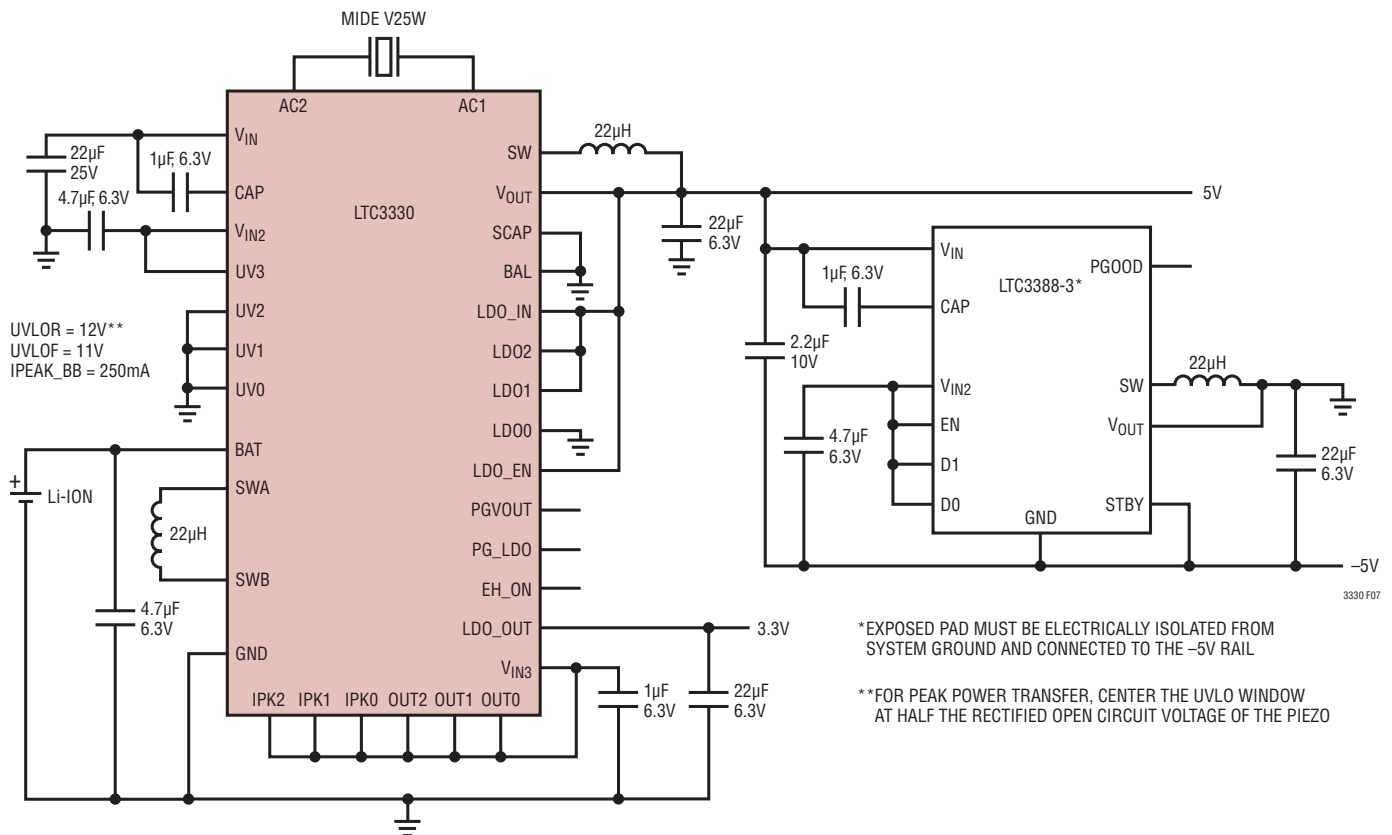 MIDE V25W
AC2
AC1
VIN
CAP
VIN2
UV3
UV2
UV1
UV0
BAT
SWA
SWB
GND
LTC3330
SW
VOUT
SCAP
BAL
LDO_IN
LDO2
LDO1
LDO0
LDO_EN
PGVOUT
PG_LDO
EH_ON
LDO_OUT
VIN3
IPK2
IPK1
IPK0
OUT2
OUT1
OUT0
22µF
25V
1µF, 6.3V
4.7µF, 6.3V
UVLOR = 12V**
UVLOF = 11V
IPEAK_BB = 250mA
+
Li-ION
22µH
4.7µF
6.3V
22µH
22µF
6.3V
5V
3.3V
1µF
6.3V
22µF
6.3V
1µF, 6.3V
2.2µF
10V
4.7µF
6.3V
VIN
CAP
VIN2
EN
D1
D0
GND
LTC3388-3*
PGOOD
SW
VOUT
STBY
22µH
22µF
6.3V
–5V
3330 F07
*EXPOSED PAD MUST BE ELECTRICALLY ISOLATED FROM
SYSTEM GROUND AND CONNECTED TO THE –5V RAIL
**FOR PEAK POWER TRANSFER, CENTER THE UVLO WINDOW
AT HALF THE RECTIFIED OPEN CIRCUIT VOLTAGE OF THE PIEZO